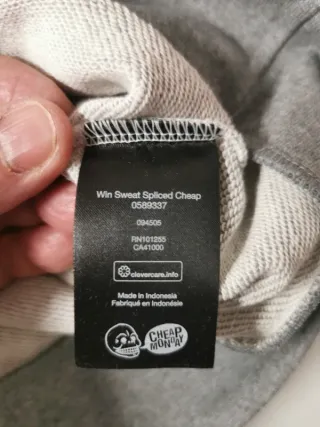 Win Sweat Spliced Cheap
0589337
094505
RN101255
CA41000
clevercare.info
Made in Indonesia
Fabriqué en Indonésie
CHEAP
MONDAY